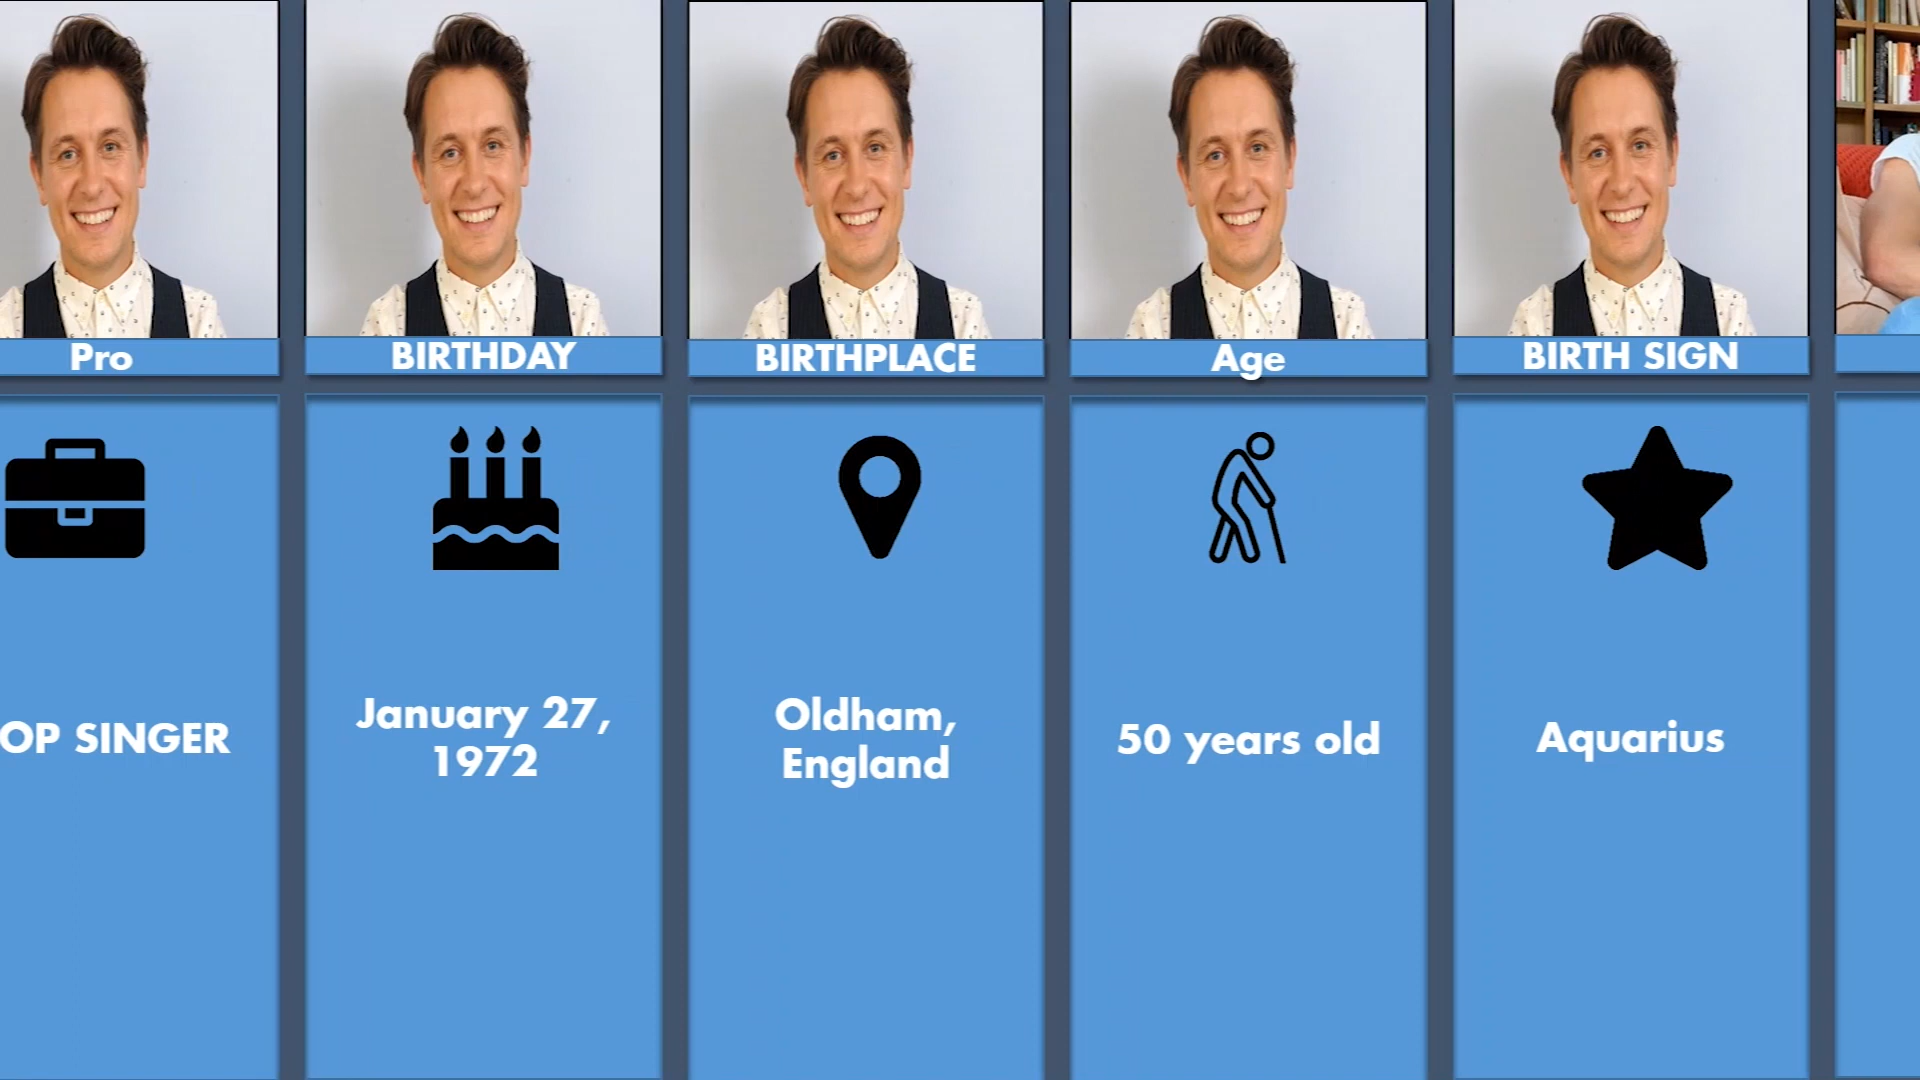 Pro
BIRTHDAY
BIRTHPLACE
Age
BIRTH SIGN
OP SINGER
January 27,
1972
Oldham,
England
50 years old
Aquarius